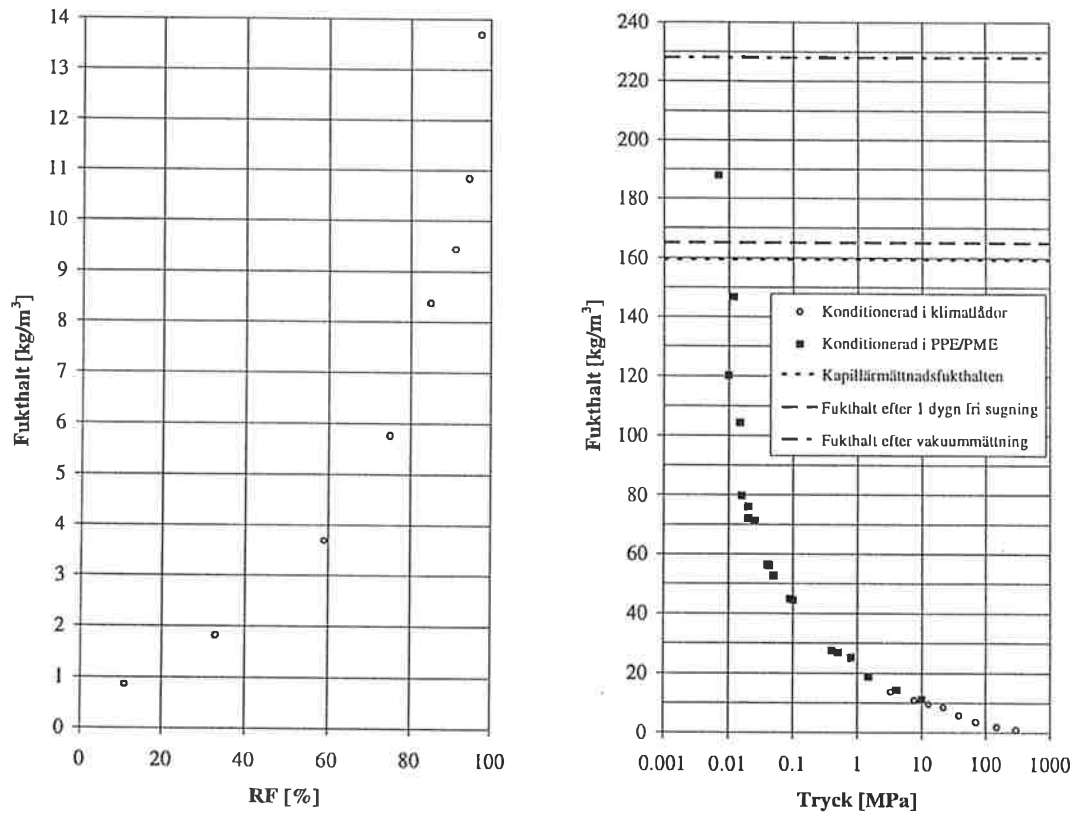 14
13
12
11
10
9
8
7
6
5
4
3
2
1
0
Fukthalt [kg/m³]
0 20 40 60 80 100
RF [%]
240
220
200
180
160
140
120
100
80
60
40
20
0
Fukthalt [kg/m³]
Konditionerad i klimatlådor
Konditionerad i PPE/PME
Kapillärmättnadsfukthalten
Fukthalt efter 1 dygn fri sugning
Fukthalt efter vakuummättning
0.001 0.01 0.1 1 10 100 1000
Tryck [MPa]